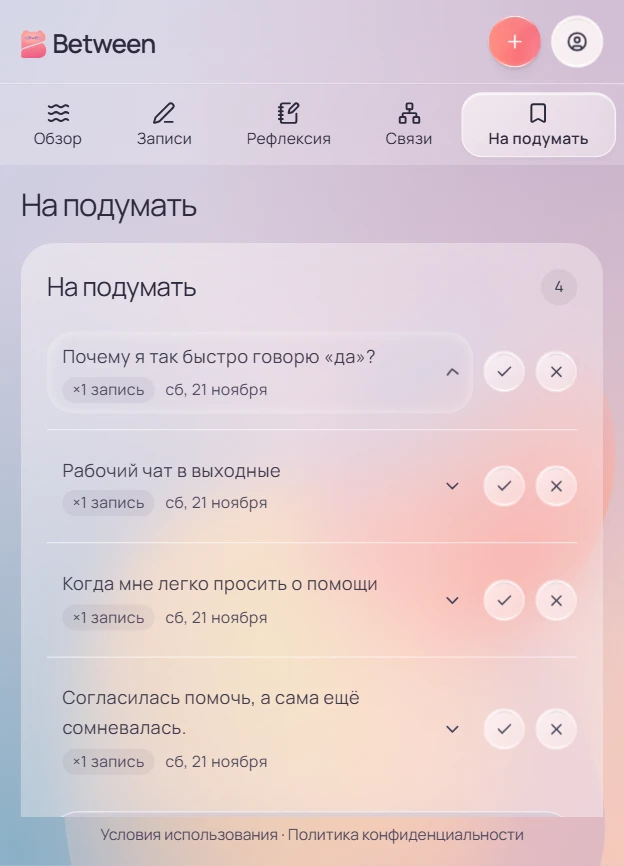 Between
Обзор
Записи
Рефлексия
Связи
На подумать
На подумать
На подумать
4
Почему я так быстро говорю «да»?
×1 запись сб, 21 ноября
Рабочий чат в выходные
×1 запись сб, 21 ноября
Когда мне легко просить о помощи
×1 запись сб, 21 ноября
Согласилась помочь, а сама ещё
сомневалась.
×1 запись сб, 21 ноября
Условия использования · Политика конфиденциальности